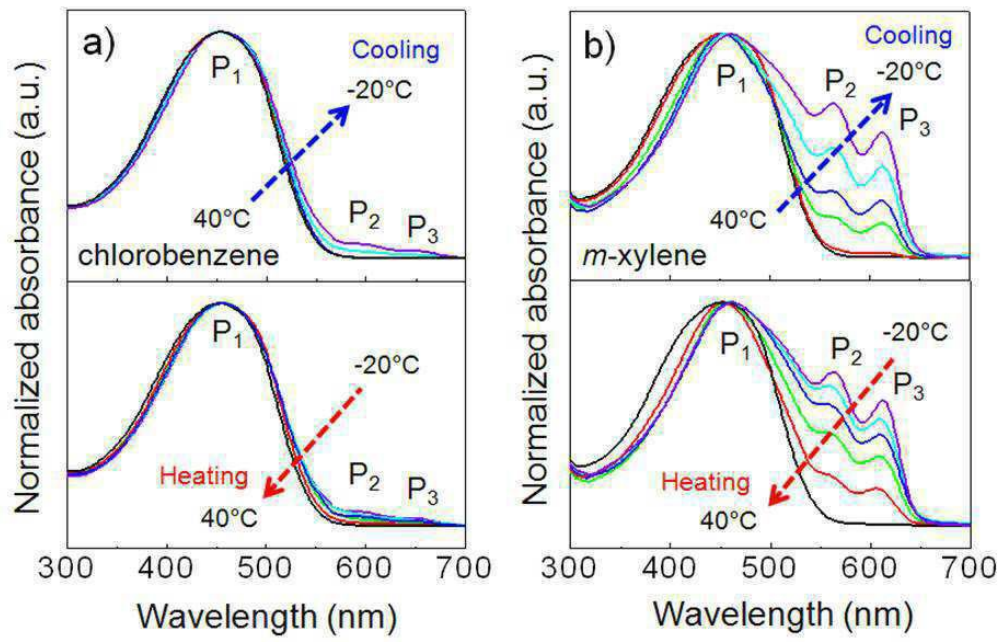 a)
P1
Cooling
-20°C
40°C
P2
P3
chlorobenzene
Normalized absorbance (a.u.)
P1
-20°C
Heating
40°C
P2
P3
300 400 500 600 700
Wavelength (nm)
b)
P1
Cooling
-20°C
P2
P3
40°C
m-xylene
Normalized absorbance (a.u.)
P1
-20°C
P2
P3
Heating
40°C
300 400 500 600 700
Wavelength (nm)